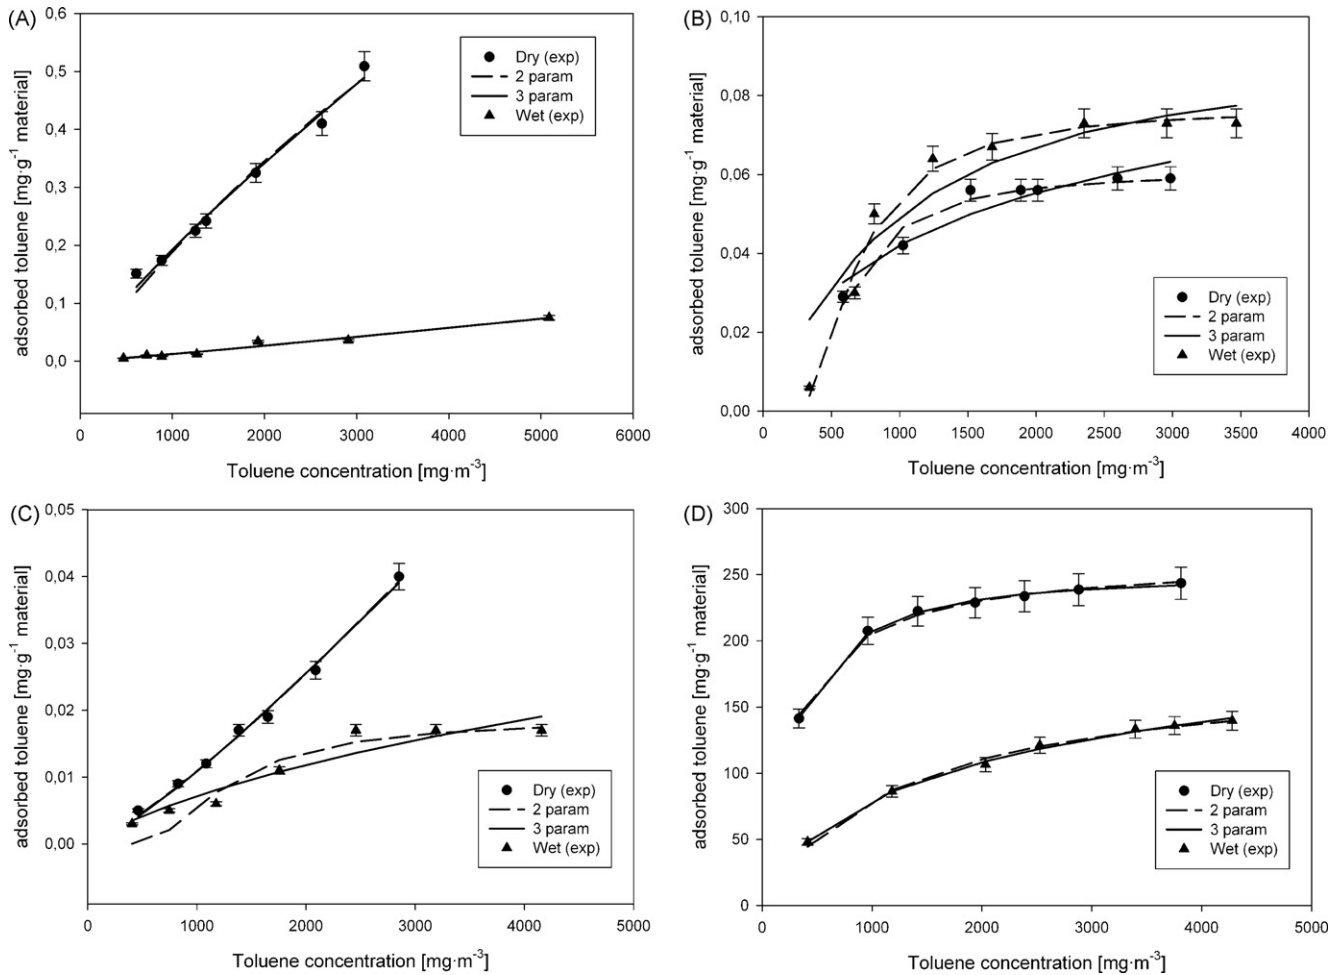 (A)
0,6
0,5
0,4
0,3
0,2
0,1
0,0
adsorbed toluene [mg·g⁻¹ material]
Dry (exp)
2 param
3 param
Wet (exp)
0 1000 2000 3000 4000 5000 6000
Toluene concentration [mg·m⁻³]
(B)
0,10
0,08
0,06
0,04
0,02
0,00
adsorbed toluene [mg·g⁻¹ material]
Dry (exp)
2 param
3 param
Wet (exp)
0 500 1000 1500 2000 2500 3000 3500 4000
Toluene concentration [mg·m⁻³]
(C)
0,05
0,04
0,03
0,02
0,01
0,00
adsorbed toluene [mg·g⁻¹ material]
Dry (exp)
2 param
3 param
Wet (exp)
0 1000 2000 3000 4000 5000
Toluene concentration [mg·m⁻³]
(D)
300
250
200
150
100
50
0
adsorbed toluene [mg·g⁻¹ material]
Dry (exp)
2 param
3 param
Wet (exp)
0 1000 2000 3000 4000 5000
Toluene concentration [mg·m⁻³]